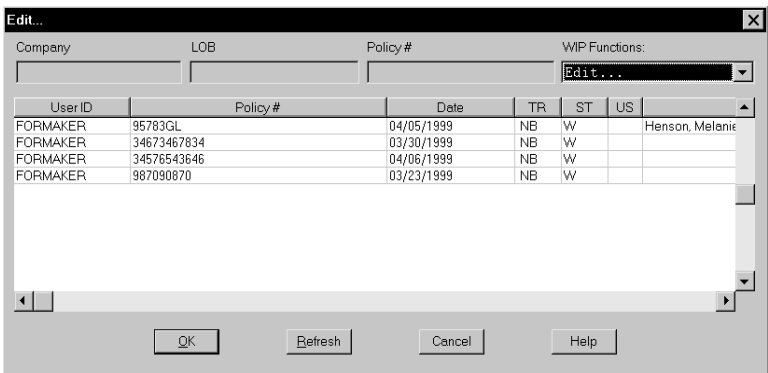 Edit...
Company LOB Policy # WIP Functions:
Edit...
User ID Policy # Date TR ST US
FORMAKER 95783GL 04/05/1999 NB W Henson, Melanie
FORMAKER 34673467834 03/30/1999 NB W
FORMAKER 34576543646 04/06/1999 NB W
FORMAKER 987090870 03/23/1999 NB W
OK Refresh Cancel Help